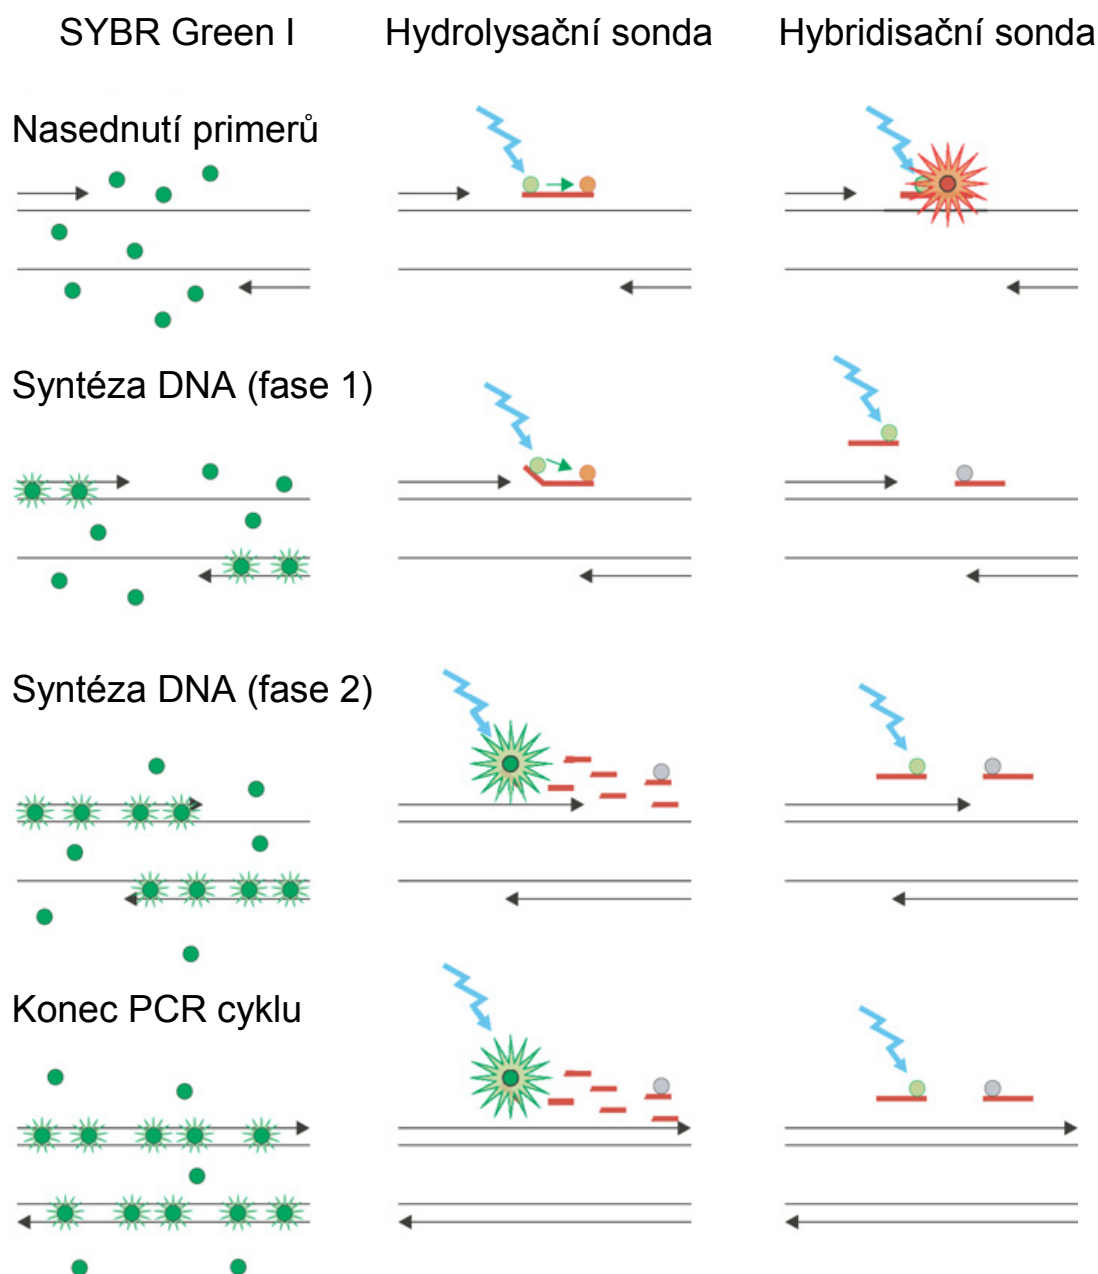 SYBR Green I
Hydrolysační sonda
Hybridisační sonda
Nasednutí primerů
Syntéza DNA (fase 1)
Syntéza DNA (fase 2)
Konec PCR cyklu